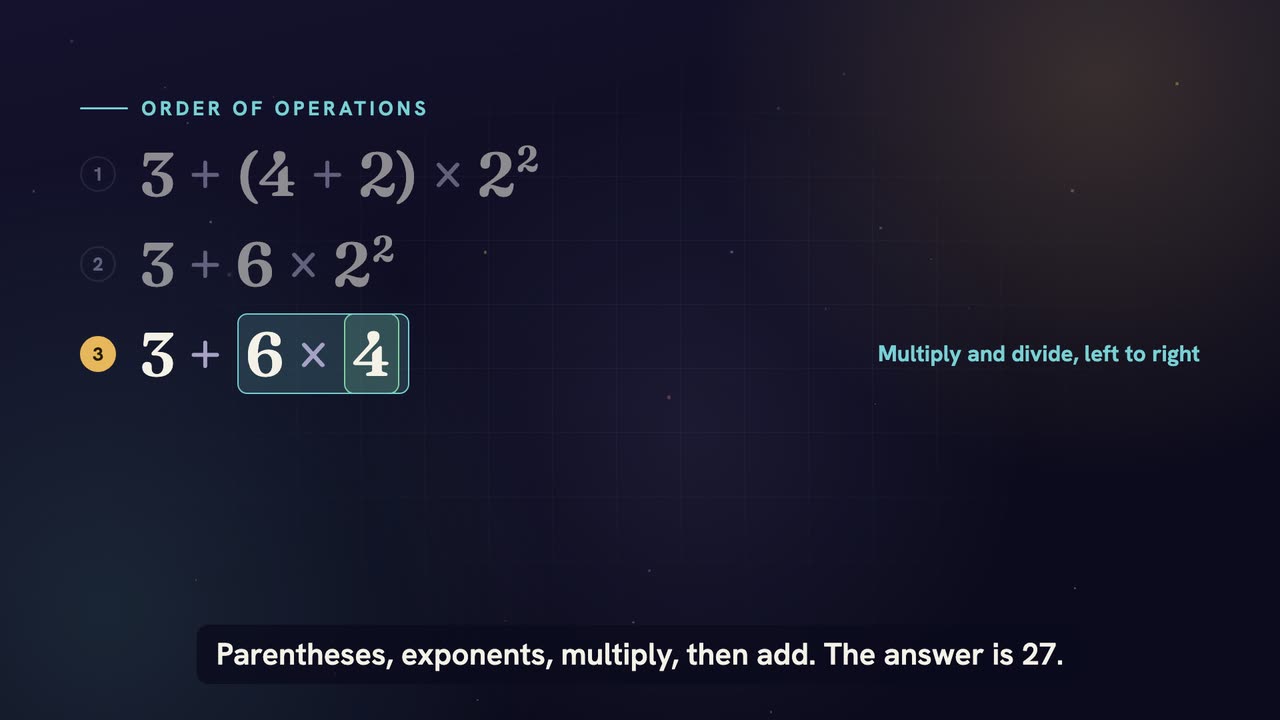 ORDER OF OPERATIONS
1 3 + (4 + 2) × 2²
2 3 + 6 × 2²
3 3 + 6 × 4
Multiply and divide, left to right
Parentheses, exponents, multiply, then add. The answer is 27.